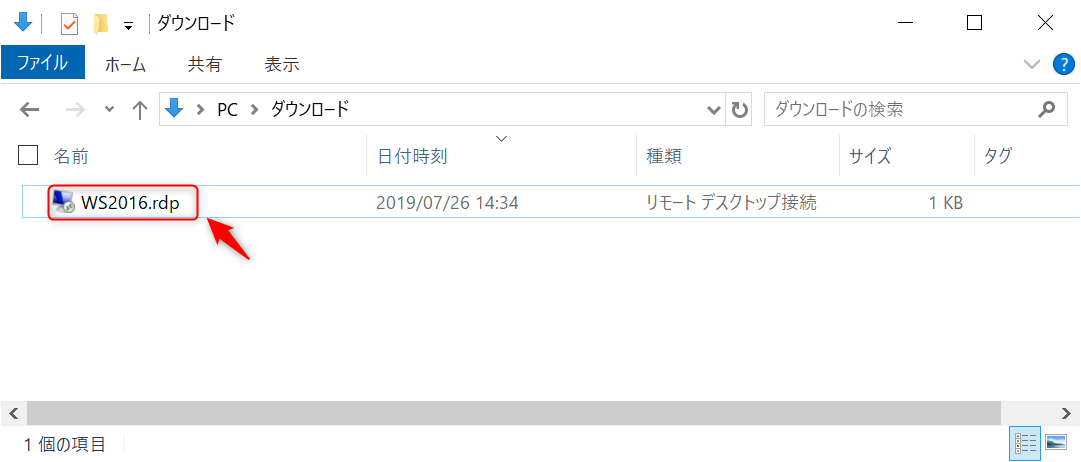 ダウンロード
ファイル ホーム 共有 表示 ?
PC ダウンロード ダウンロードの検索
名前 日付時刻 種類 サイズ タグ
WS2016.rdp 2019/07/26 14:34 リモート デスクトップ接続 1 KB
1 個の項目